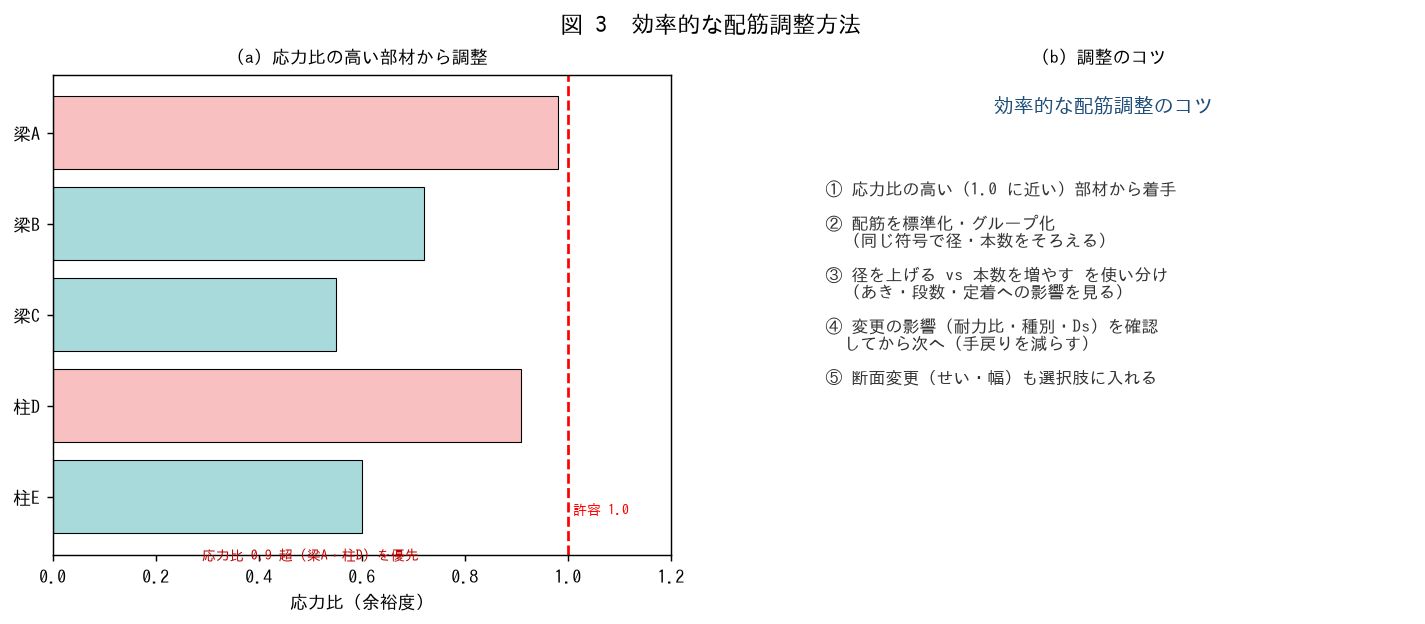 図 3　効率的な配筋調整方法
(a) 応力比の高い部材から調整
梁A
梁B
梁C
柱D
柱E
許容 1.0
応力比 0.9 超（梁A・柱D）を優先
0.0 0.2 0.4 0.6 0.8 1.0 1.2
応力比（余裕度）
(b) 調整のコツ
効率的な配筋調整のコツ
① 応力比の高い（1.0 に近い）部材から着手
② 配筋を標準化・グループ化
（同じ符号で径・本数をそろえる）
③ 径を上げる vs 本数を増やす を使い分け
（あき・段数・定着への影響を見る）
④ 変更の影響（耐力比・種別・Ds）を確認
してから次へ（手戻りを減らす）
⑤ 断面変更（せい・幅）も選択肢に入れる